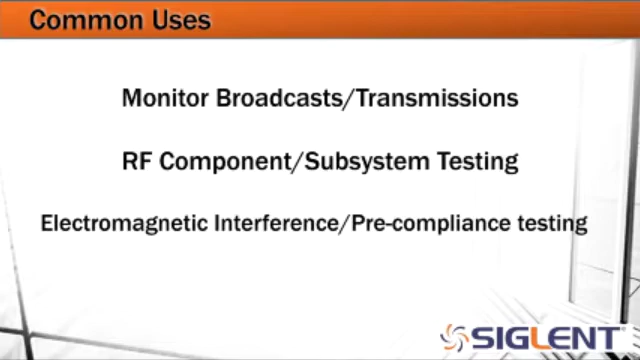 Common Uses
Monitor Broadcasts/Transmissions
RF Component/Subsystem Testing
Electromagnetic Interference/Pre-compliance testing
SIGLENT